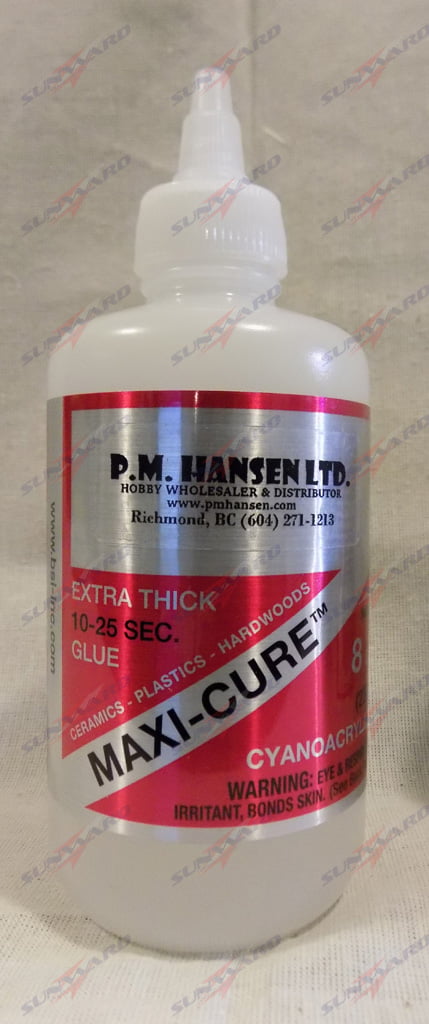 P.M. HANSEN LTD.
HOBBY WHOLESALER & DISTRIBUTOR
www.pmhansen.com
Richmond, BC (604) 271-1213
EXTRA THICK
10-25 SEC.
GLUE
CERAMICS - PLASTICS - HARDWOODS
MAXI-CURE™
8
CYANOACRYL
WARNING: EYE &
IRRITANT, BONDS SKIN. (See
www.bsi-inc.com
SUNWARD